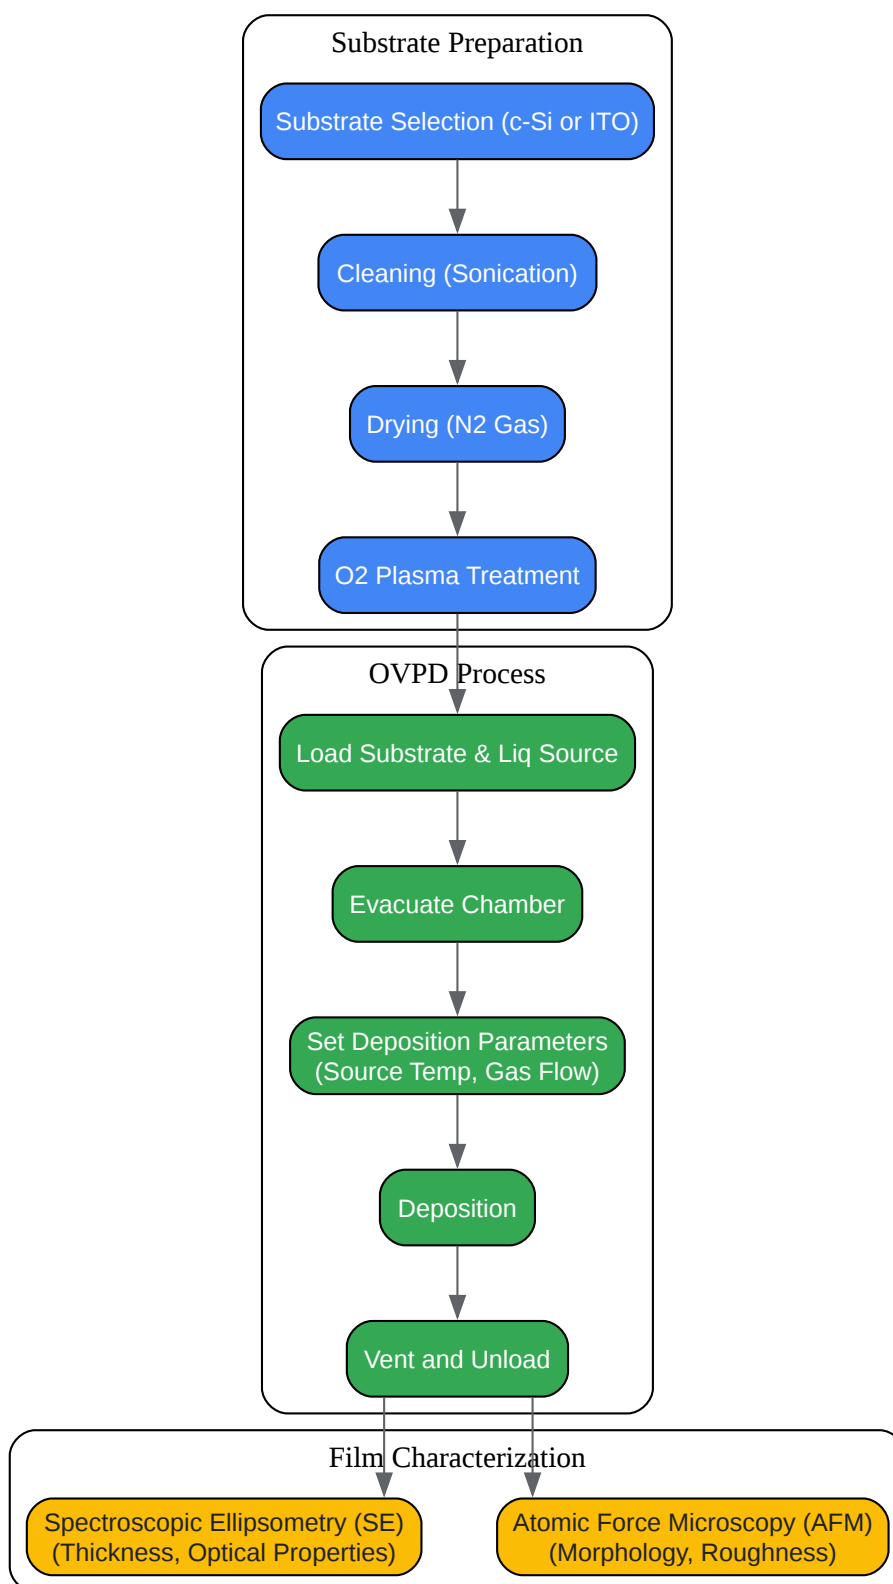 Substrate Preparation
Substrate Selection (c-Si or ITO)
Cleaning (Sonication)
Drying (N2 Gas)
O2 Plasma Treatment
OVPD Process
Load Substrate & Liq Source
Evacuate Chamber
Set Deposition Parameters
(Source Temp, Gas Flow)
Deposition
Vent and Unload
Film Characterization
Spectroscopic Ellipsometry (SE)
(Thickness, Optical Properties)
Atomic Force Microscopy (AFM)
(Morphology, Roughness)